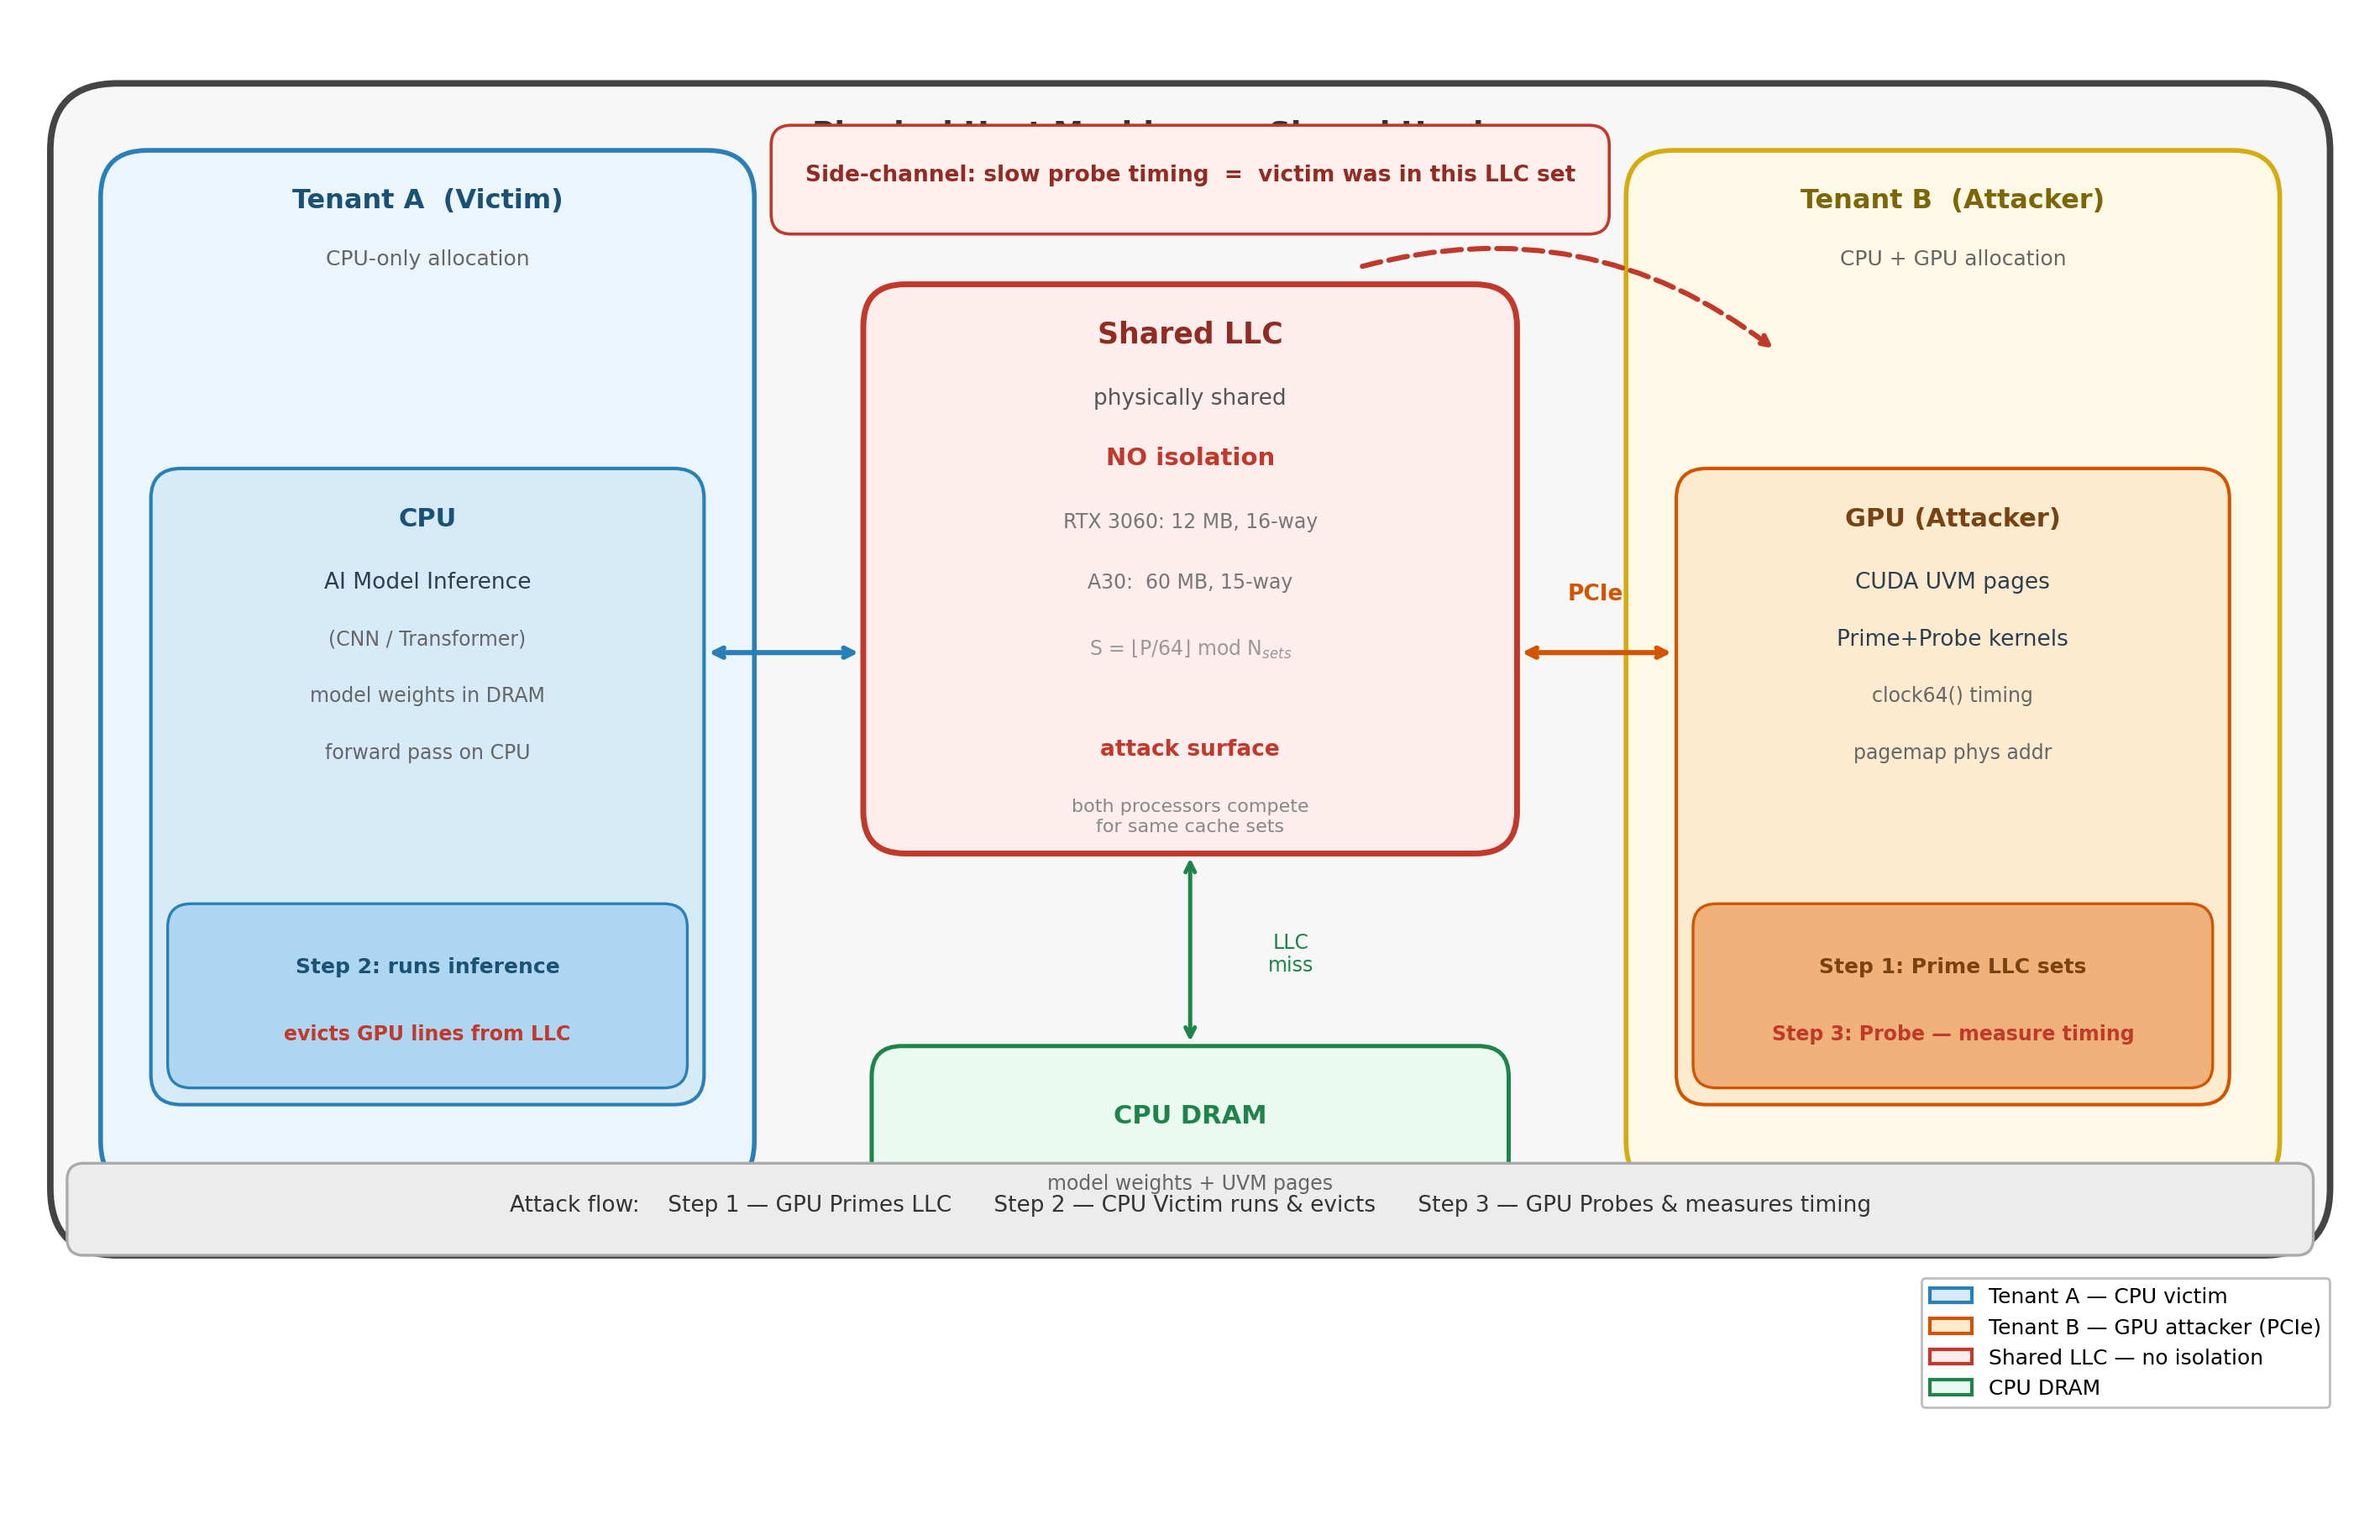 Side-channel: slow probe timing = victim was in this LLC set
Tenant A (Victim)
CPU-only allocation
CPU
AI Model Inference
(CNN / Transformer)
model weights in DRAM
forward pass on CPU
Step 2: runs inference
evicts GPU lines from LLC
Shared LLC
physically shared
NO isolation
RTX 3060: 12 MB, 16-way
A30: 60 MB, 15-way
S = ⌊P/64⌋ mod N_sets
attack surface
both processors compete
for same cache sets
PCIe
LLC
miss
CPU DRAM
model weights + UVM pages
Tenant B (Attacker)
CPU + GPU allocation
GPU (Attacker)
CUDA UVM pages
Prime+Probe kernels
clock64() timing
pagemap phys addr
Step 1: Prime LLC sets
Step 3: Probe — measure timing
Attack flow: Step 1 — GPU Primes LLC Step 2 — CPU Victim runs & evicts Step 3 — GPU Probes & measures timing
Tenant A — CPU victim
Tenant B — GPU attacker (PCIe)
Shared LLC — no isolation
CPU DRAM